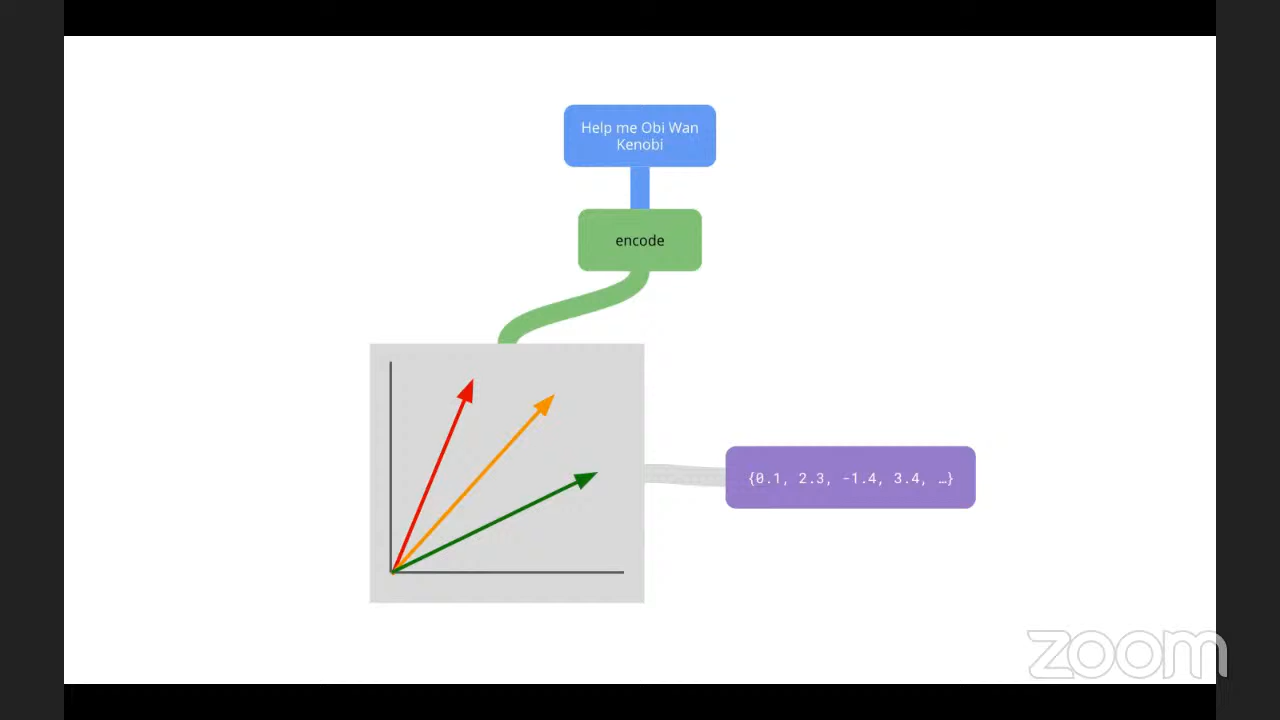 Help me Obi Wan
Kenobi
encode
{0.1, 2.3, -1.4, 3.4, …}
zoom